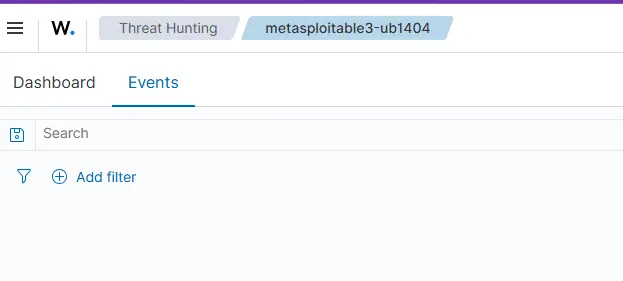 W. Threat Hunting metasploitable3-ub1404
Dashboard Events
Search
Add filter